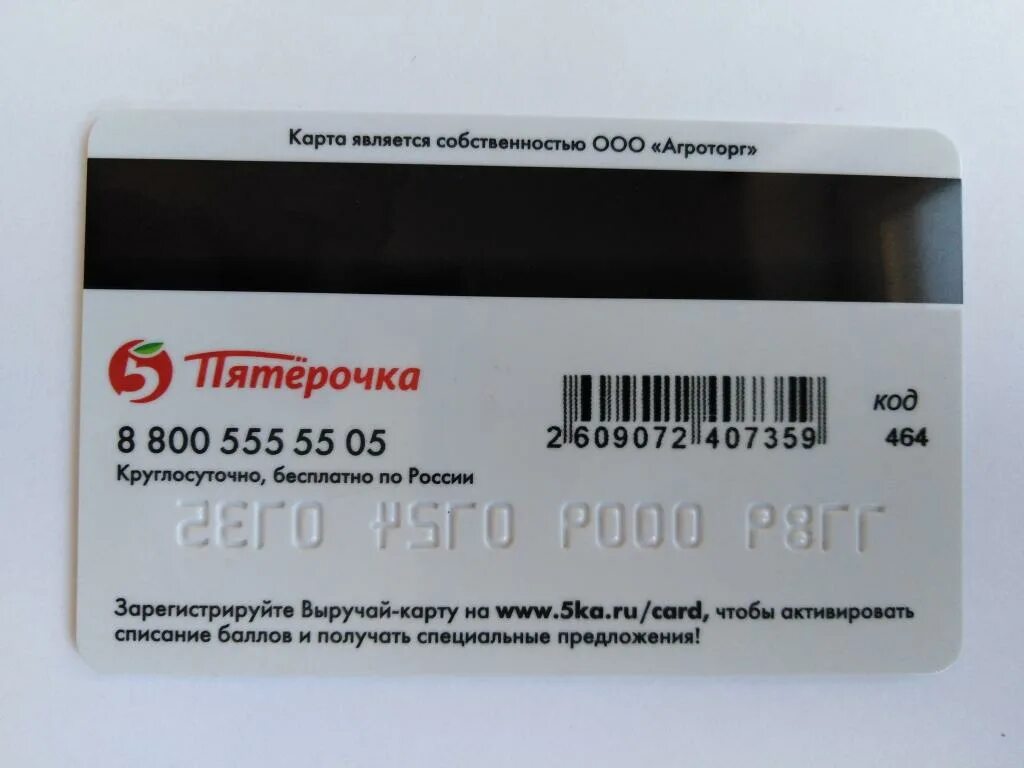 Карта является собственностью ООО «Агроторг»
5 Пятёрочка
8 800 555 55 05
Круглосуточно, бесплатно по России
код
2 609072 407359
464
Зарегистрируйте Выручай-карту на www.5ka.ru/card, чтобы активировать
списание баллов и получать специальные предложения!